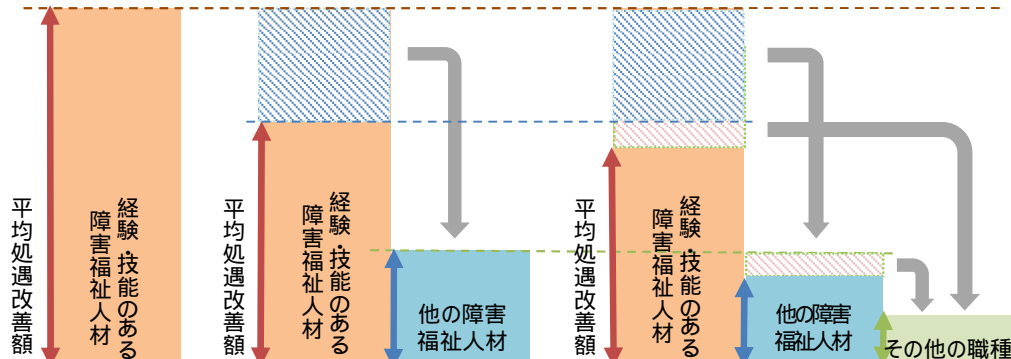 平均処遇改善額
経験・技能のある
障害福祉人材
平均処遇改善額
経験・技能のある
障害福祉人材
他の障害
福祉人材
平均処遇改善額
経験・技能のある
障害福祉人材
他の障害
福祉人材
その他の職種